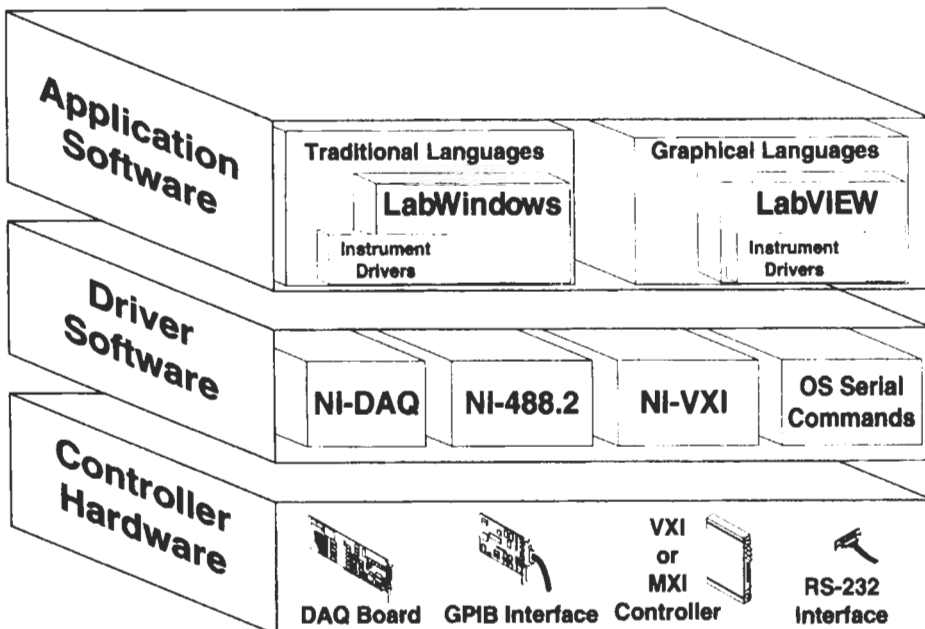 Application
Software
Traditional Languages
LabWindows
Instrument
Drivers
Graphical Languages
LabVIEW
Instrument
Drivers
Driver
Software
NI-DAQ
NI-488.2
NI-VXI
OS Serial
Commands
Controller
Hardware
DAQ Board
GPIB Interface
VXI
or
MXI
Controller
RS-232
Interface